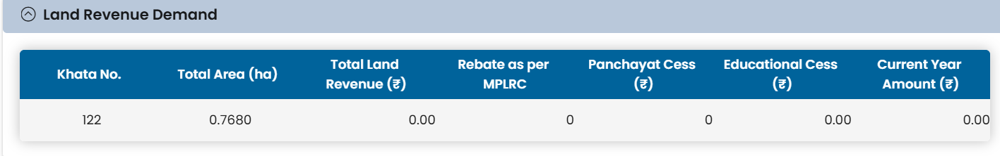 Land Revenue Demand
Khata No. Total Area (ha) Total Land Revenue (₹) Rebate as per MPLRC Panchayat Cess (₹) Educational Cess (₹) Current Year Amount (₹)
122 0.7680 0.00 0 0 0.00 0.00